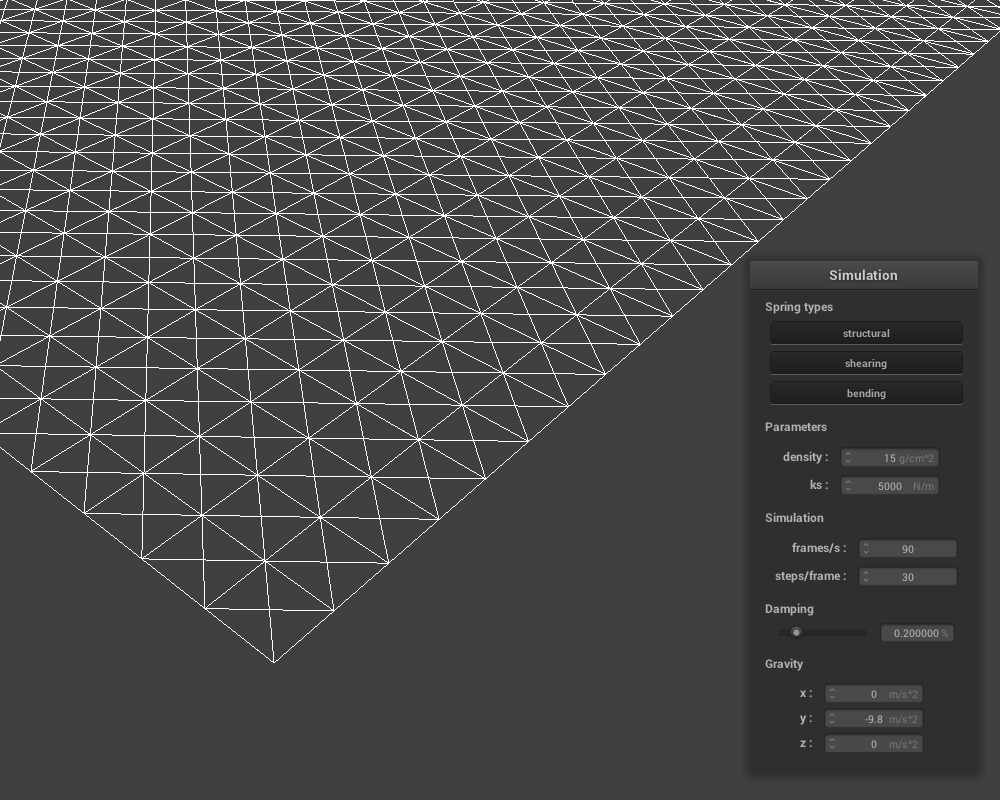 Simulation
Spring types
structural
shearing
bending
Parameters
density : 15 g/cm^2
ks : 5000 N/m
Simulation
frames/s : 90
steps/frame : 30
Damping
0.200000 %
Gravity
x : 0 m/s^2
y : -9.8 m/s^2
z : 0 m/s^2